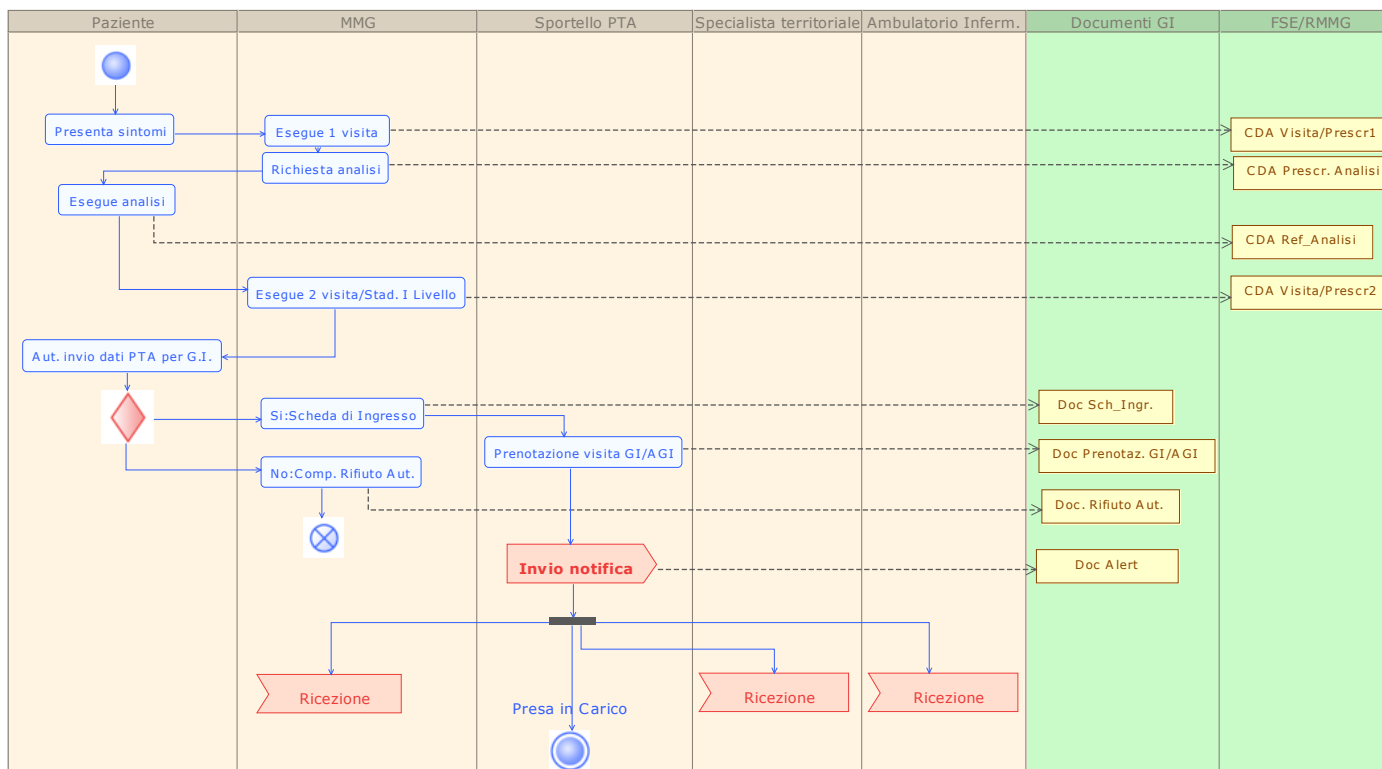 Paziente
MMG
Sportello PTA
Specialista territoriale
Ambulatorio Inferm.
Documenti GI
FSE/RMMG
Presenta sintomi
Esegue 1 visita
CDA Visita/Prescr1
Richiesta analisi
CDA Prescr. Analisi
Esegue analisi
CDA Ref_Analisi
Esegue 2 visita/Stad. I Livello
CDA Visita/Prescr2
Aut. invio dati PTA per G.I.
Si:Scheda di Ingresso
Doc Sch_Ingr.
Prenotazione visita GI/AGI
Doc Prenotaz. GI/AGI
No:Comp. Rifiuto Aut.
Doc. Rifiuto Aut.
Invio notifica
Doc Alert
Ricezione
Ricezione
Ricezione
Presa in Carico